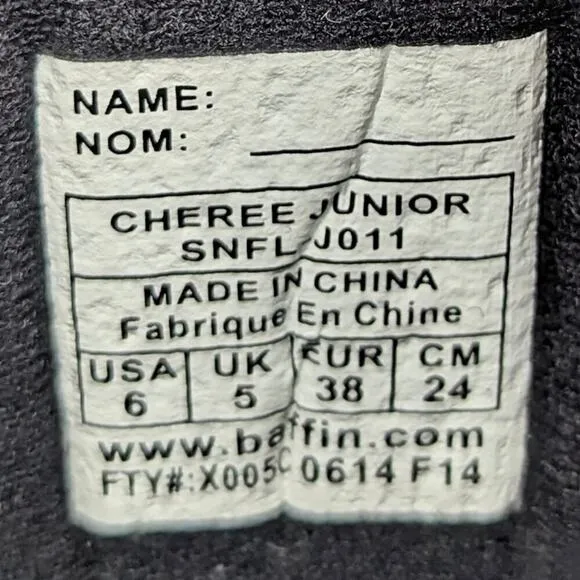 NAME:
NOM:
CHEREE JUNIOR
SNFL-J011
MADE IN CHINA
Fabrique En Chine
USA UK EUR CM
6 5 38 24
www.baffin.com
FTY#:X005C 0614 F14